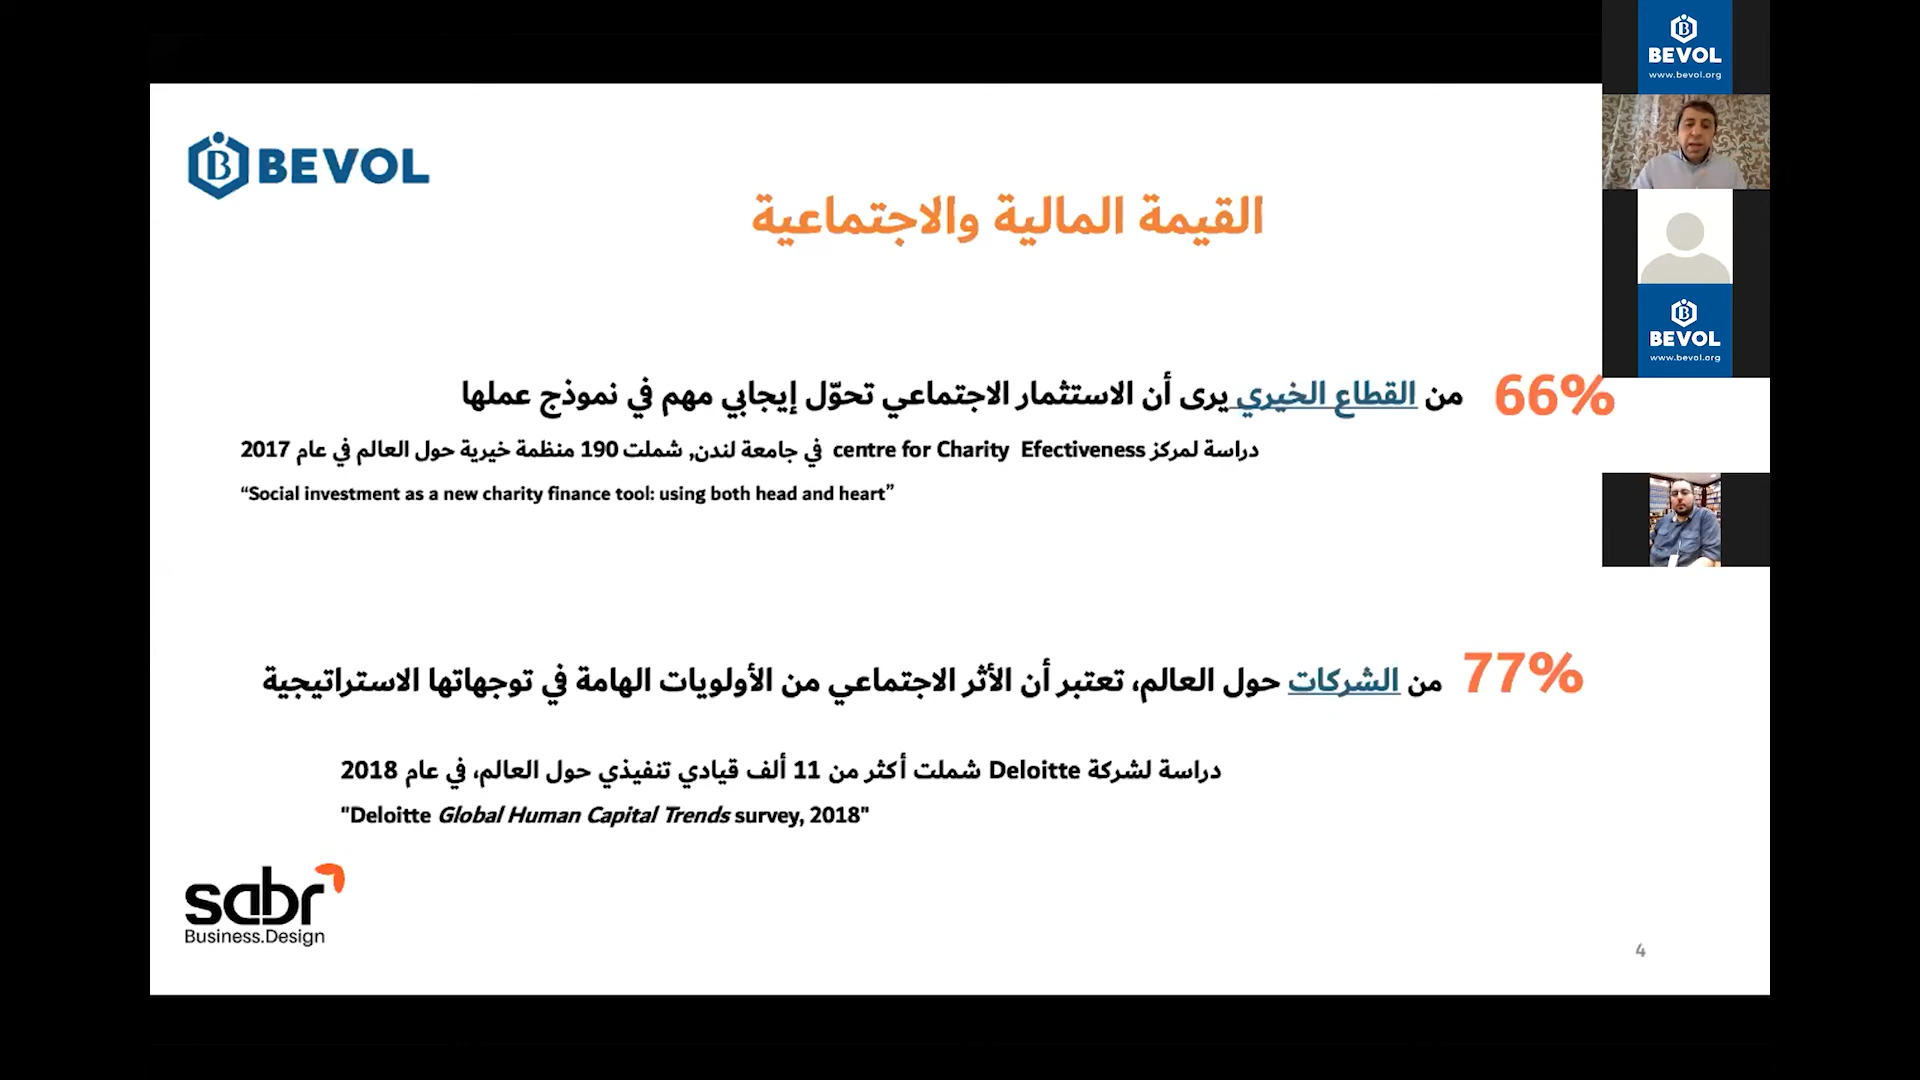 BEVOL
القيمة المالية والاجتماعية
66% من القطاع الخيري يرى أن الاستثمار الاجتماعي تحوّل إيجابي مهم في نموذج عملها
دراسة لمركز centre for Charity Efectiveness في جامعة لندن, شملت 190 منظمة خيرية حول العالم في عام 2017
“Social investment as a new charity finance tool: using both head and heart”
77% من الشركات حول العالم، تعتبر أن الأثر الاجتماعي من الأولويات الهامة في توجهاتها الاستراتيجية
دراسة لشركة Deloitte شملت أكثر من 11 ألف قيادي تنفيذي حول العالم، في عام 2018
"Deloitte Global Human Capital Trends survey, 2018"
sabr
Business.Design
4
BEVOL
www.bevol.org
BEVOL
www.bevol.org